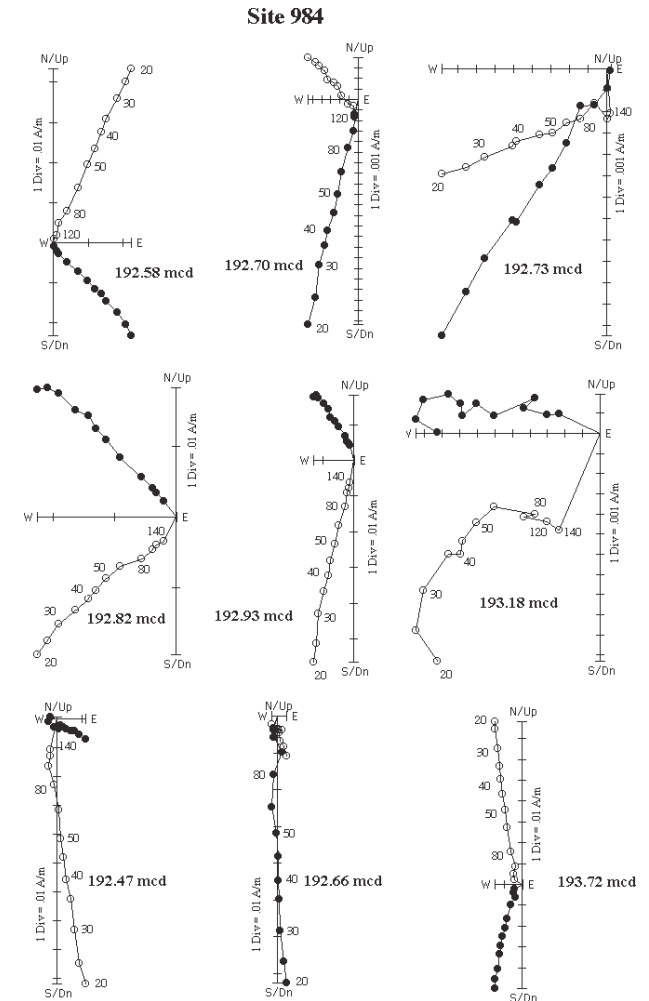 Site 984
N/Up
20
30
40
50
80
120
1 Div = .01 A/m
W
E
192.58 mcd
S/Dn
N/Up
W
E
120
80
50
40
30
20
1 Div = .001 A/m
192.70 mcd
S/Dn
N/Up
W
E
140
80
50
40
30
20
1 Div = .001 A/m
192.73 mcd
S/Dn
N/Up
1 Div = .01 A/m
W
E
140
80
50
40
30
20
192.82 mcd
S/Dn
N/Up
W
E
140
80
50
40
30
20
1 Div = .01 A/m
192.93 mcd
S/Dn
N/Up
W
E
80
50
120
140
40
30
20
1 Div = .001 A/m
193.18 mcd
S/Dn
N/Up
W
E
140
80
50
40
30
20
1 Div = .01 A/m
192.47 mcd
S/Dn
N/Up
W
E
80
50
40
30
20
1 Div = .01 A/m
192.66 mcd
S/Dn
N/Up
20
30
40
50
80
1 Div = .01 A/m
W
E
193.72 mcd
S/Dn